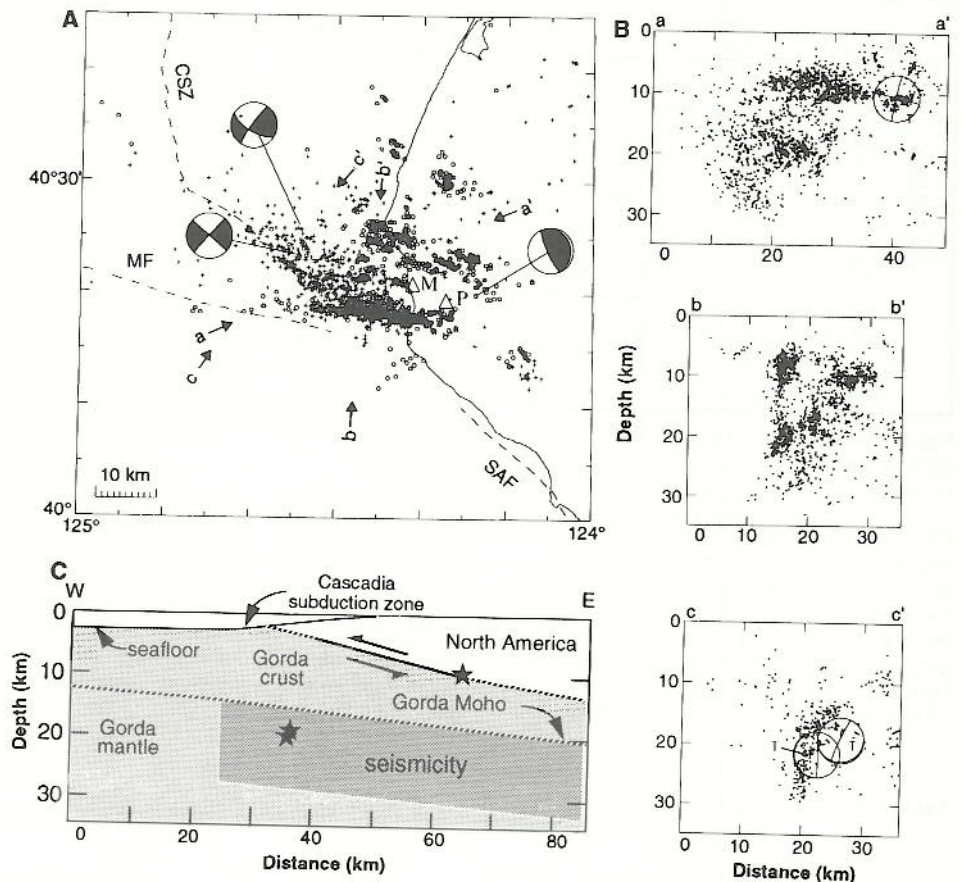 A
CSZ
c'
b'
a'
40°30'
MF
M
P
a
c
b
SAF
10 km
40°
125°
124°
B
a
a'
0
10
20
30
0
20
40
b
b'
0
10
20
30
Depth (km)
0
10
20
30
c
c'
0
10
20
30
T
T
0
10
20
30
Distance (km)
C
W
E
Cascadia
subduction zone
0
10
20
30
Depth (km)
seafloor
North America
Gorda
crust
Gorda Moho
Gorda
mantle
seismicity
0
20
40
60
80
Distance (km)